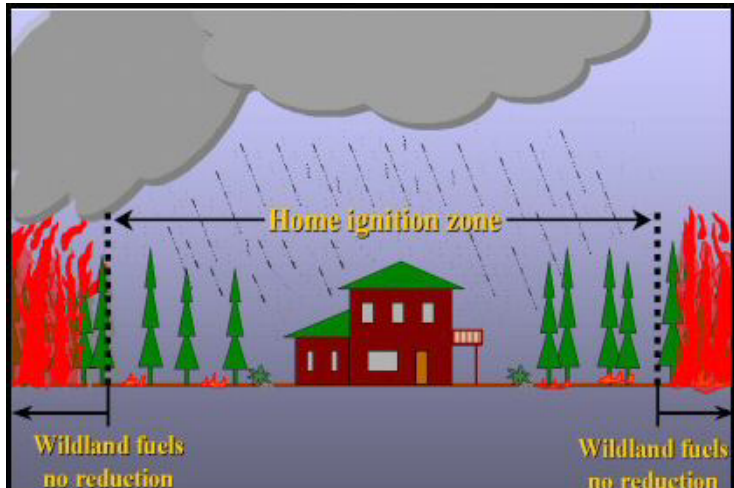 Home ignition zone
Wildland fuels
no reduction
Wildland fuels
no reduction